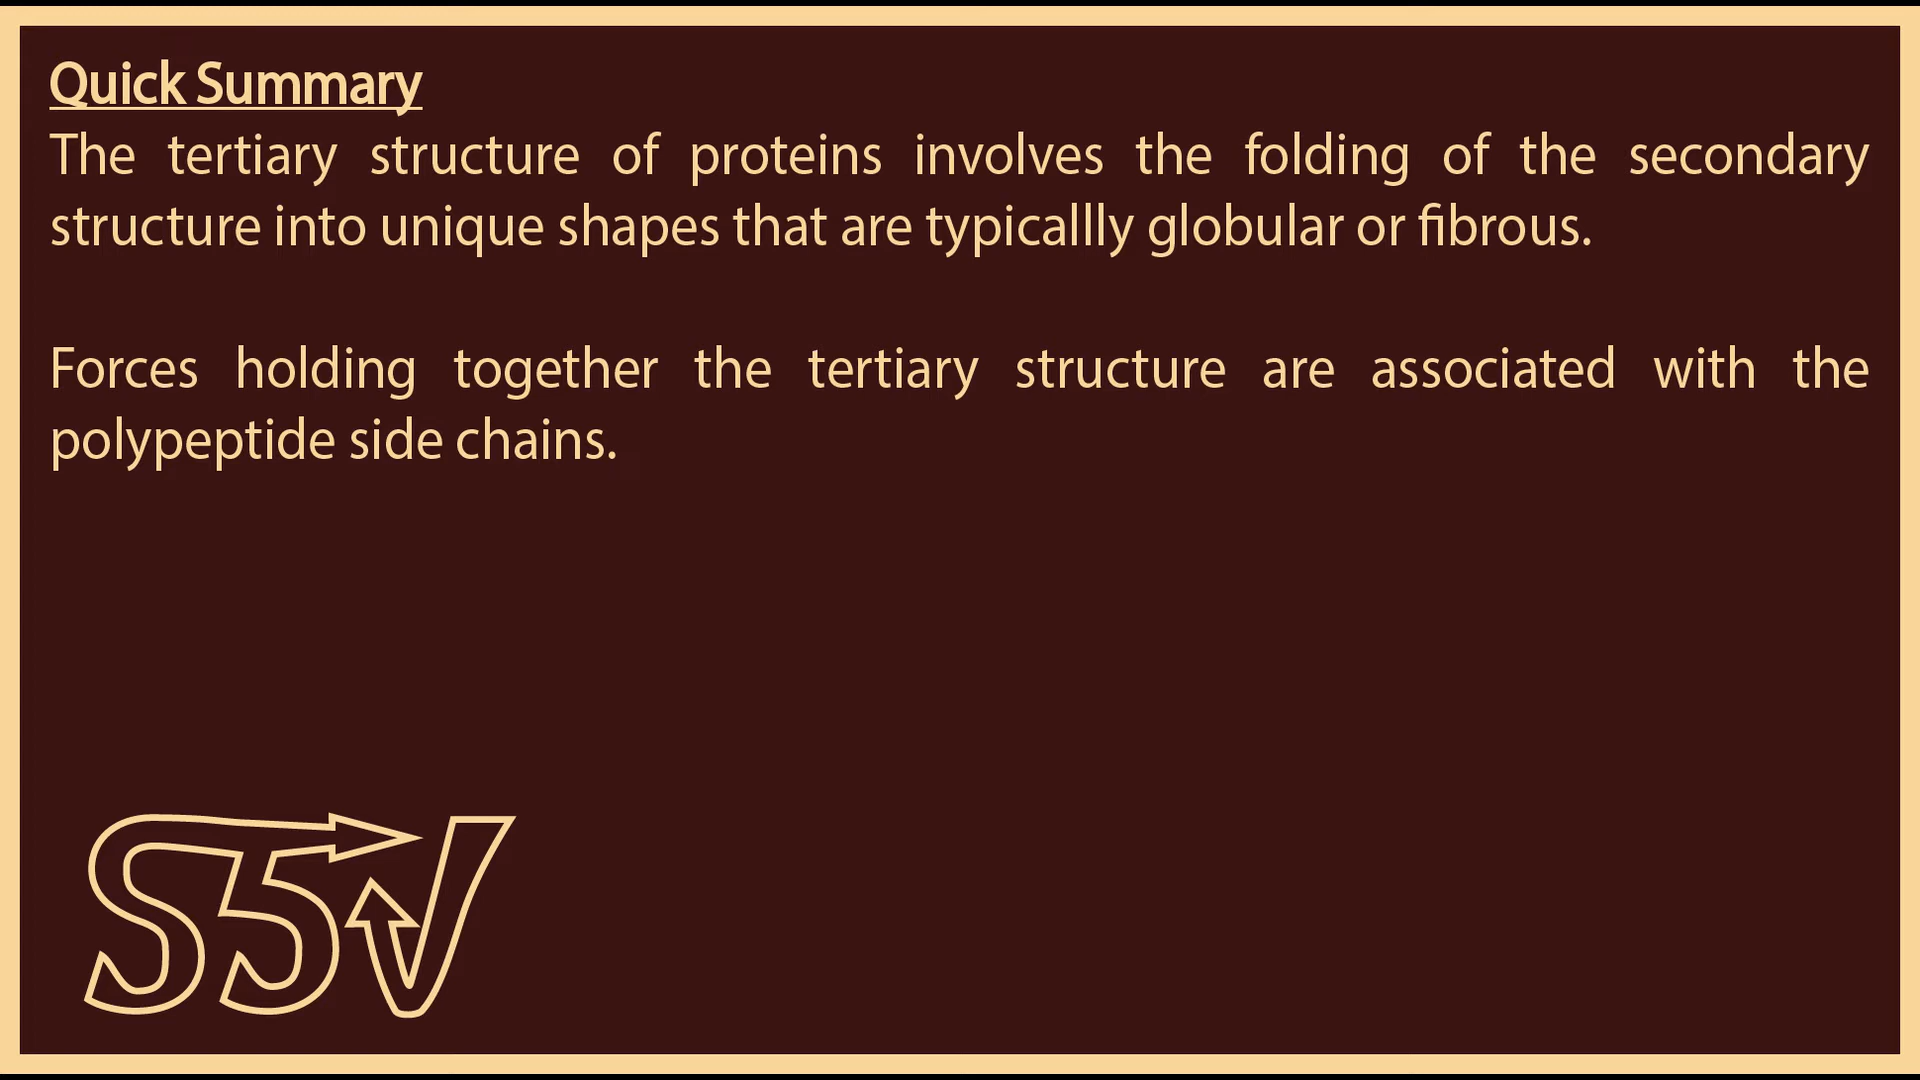 Quick Summary
The tertiary structure of proteins involves the folding of the secondary
structure into unique shapes that are typicallly globular or fibrous.
Forces holding together the tertiary structure are associated with the
polypeptide side chains.
S5V